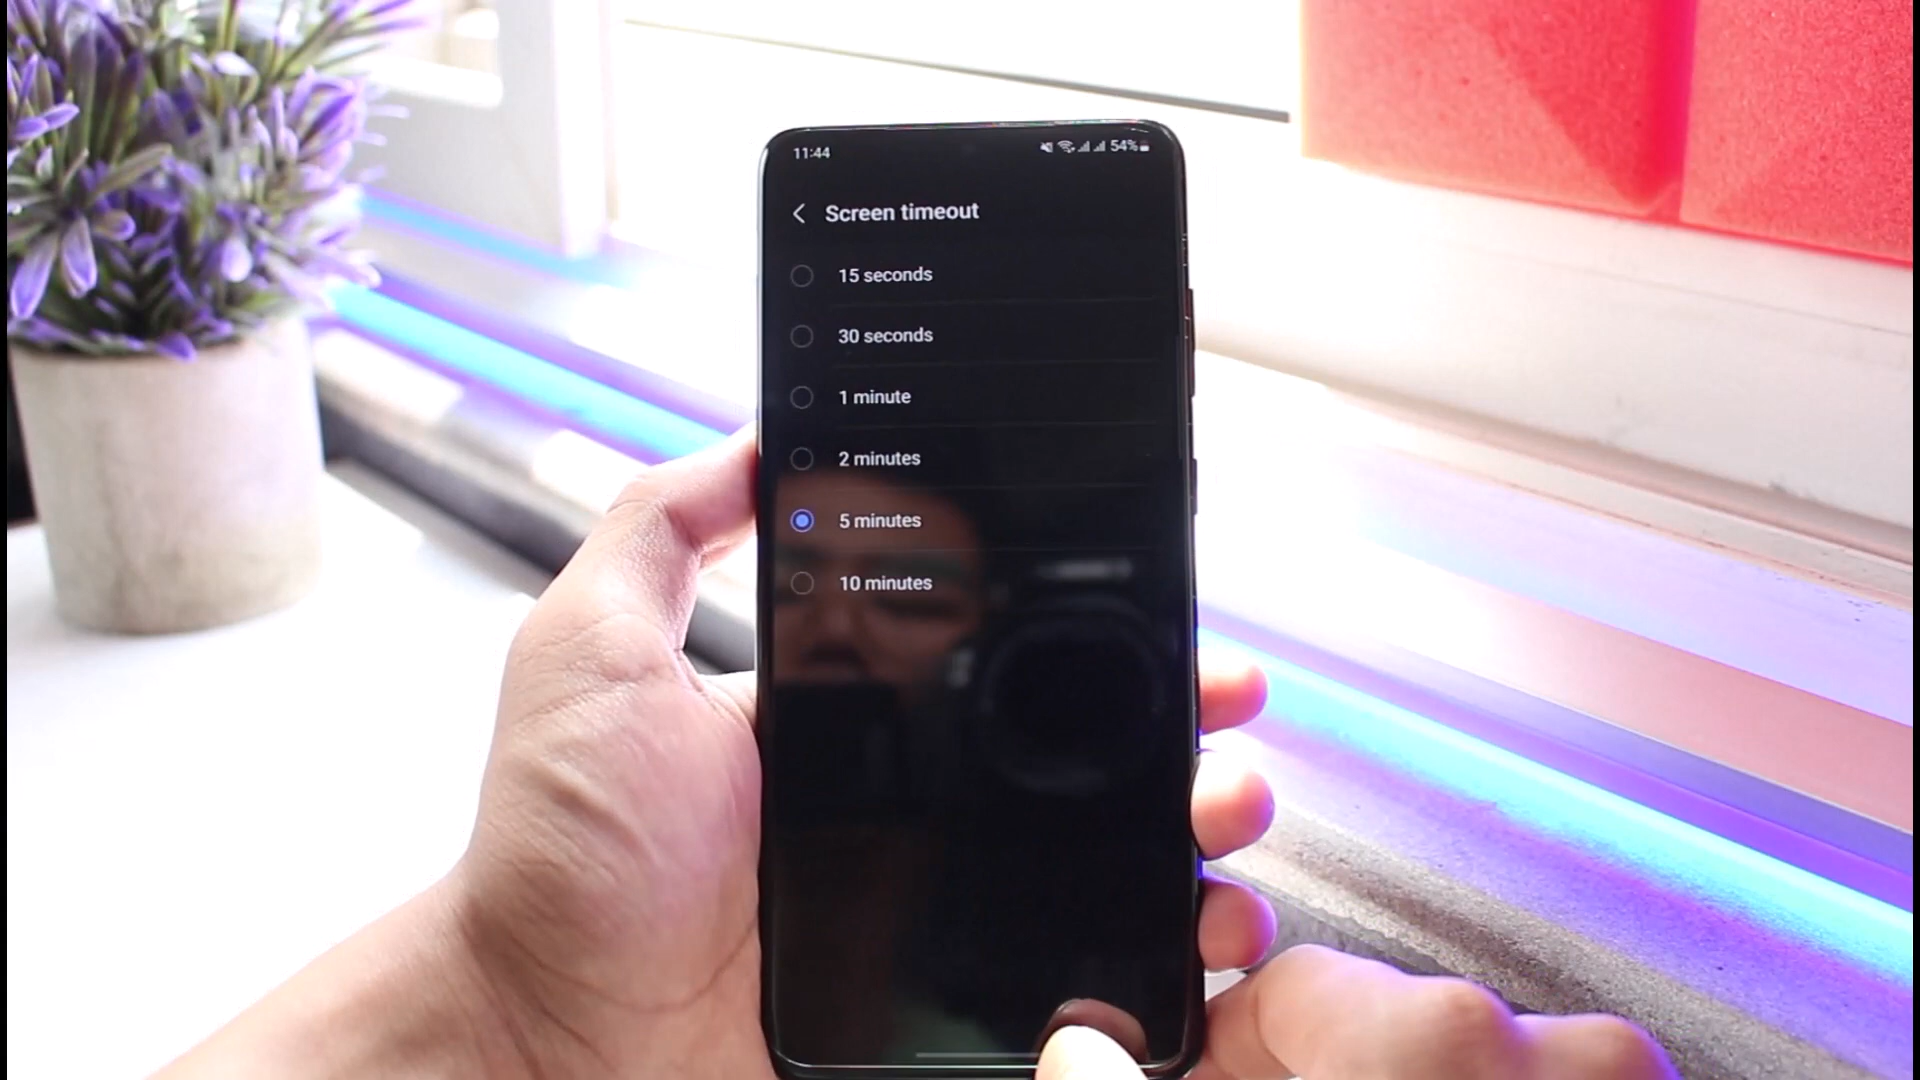 11:44
54%
Screen timeout
15 seconds
30 seconds
1 minute
2 minutes
5 minutes
10 minutes